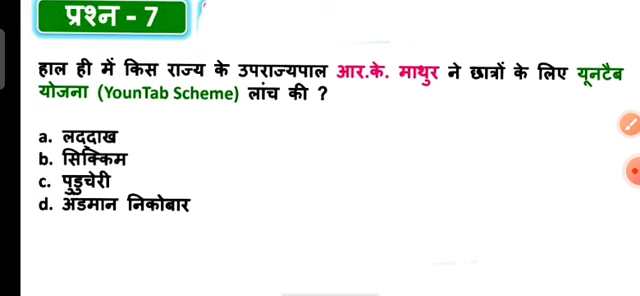 प्रश्न - 7
हाल ही में किस राज्य के उपराज्यपाल आर.के. माथुर ने छात्रों के लिए यूनटैब
योजना (YounTab Scheme) लांच की ?
a. लद्दाख
b. सिक्किम
c. पुडुचेरी
d. अंडमान निकोबार